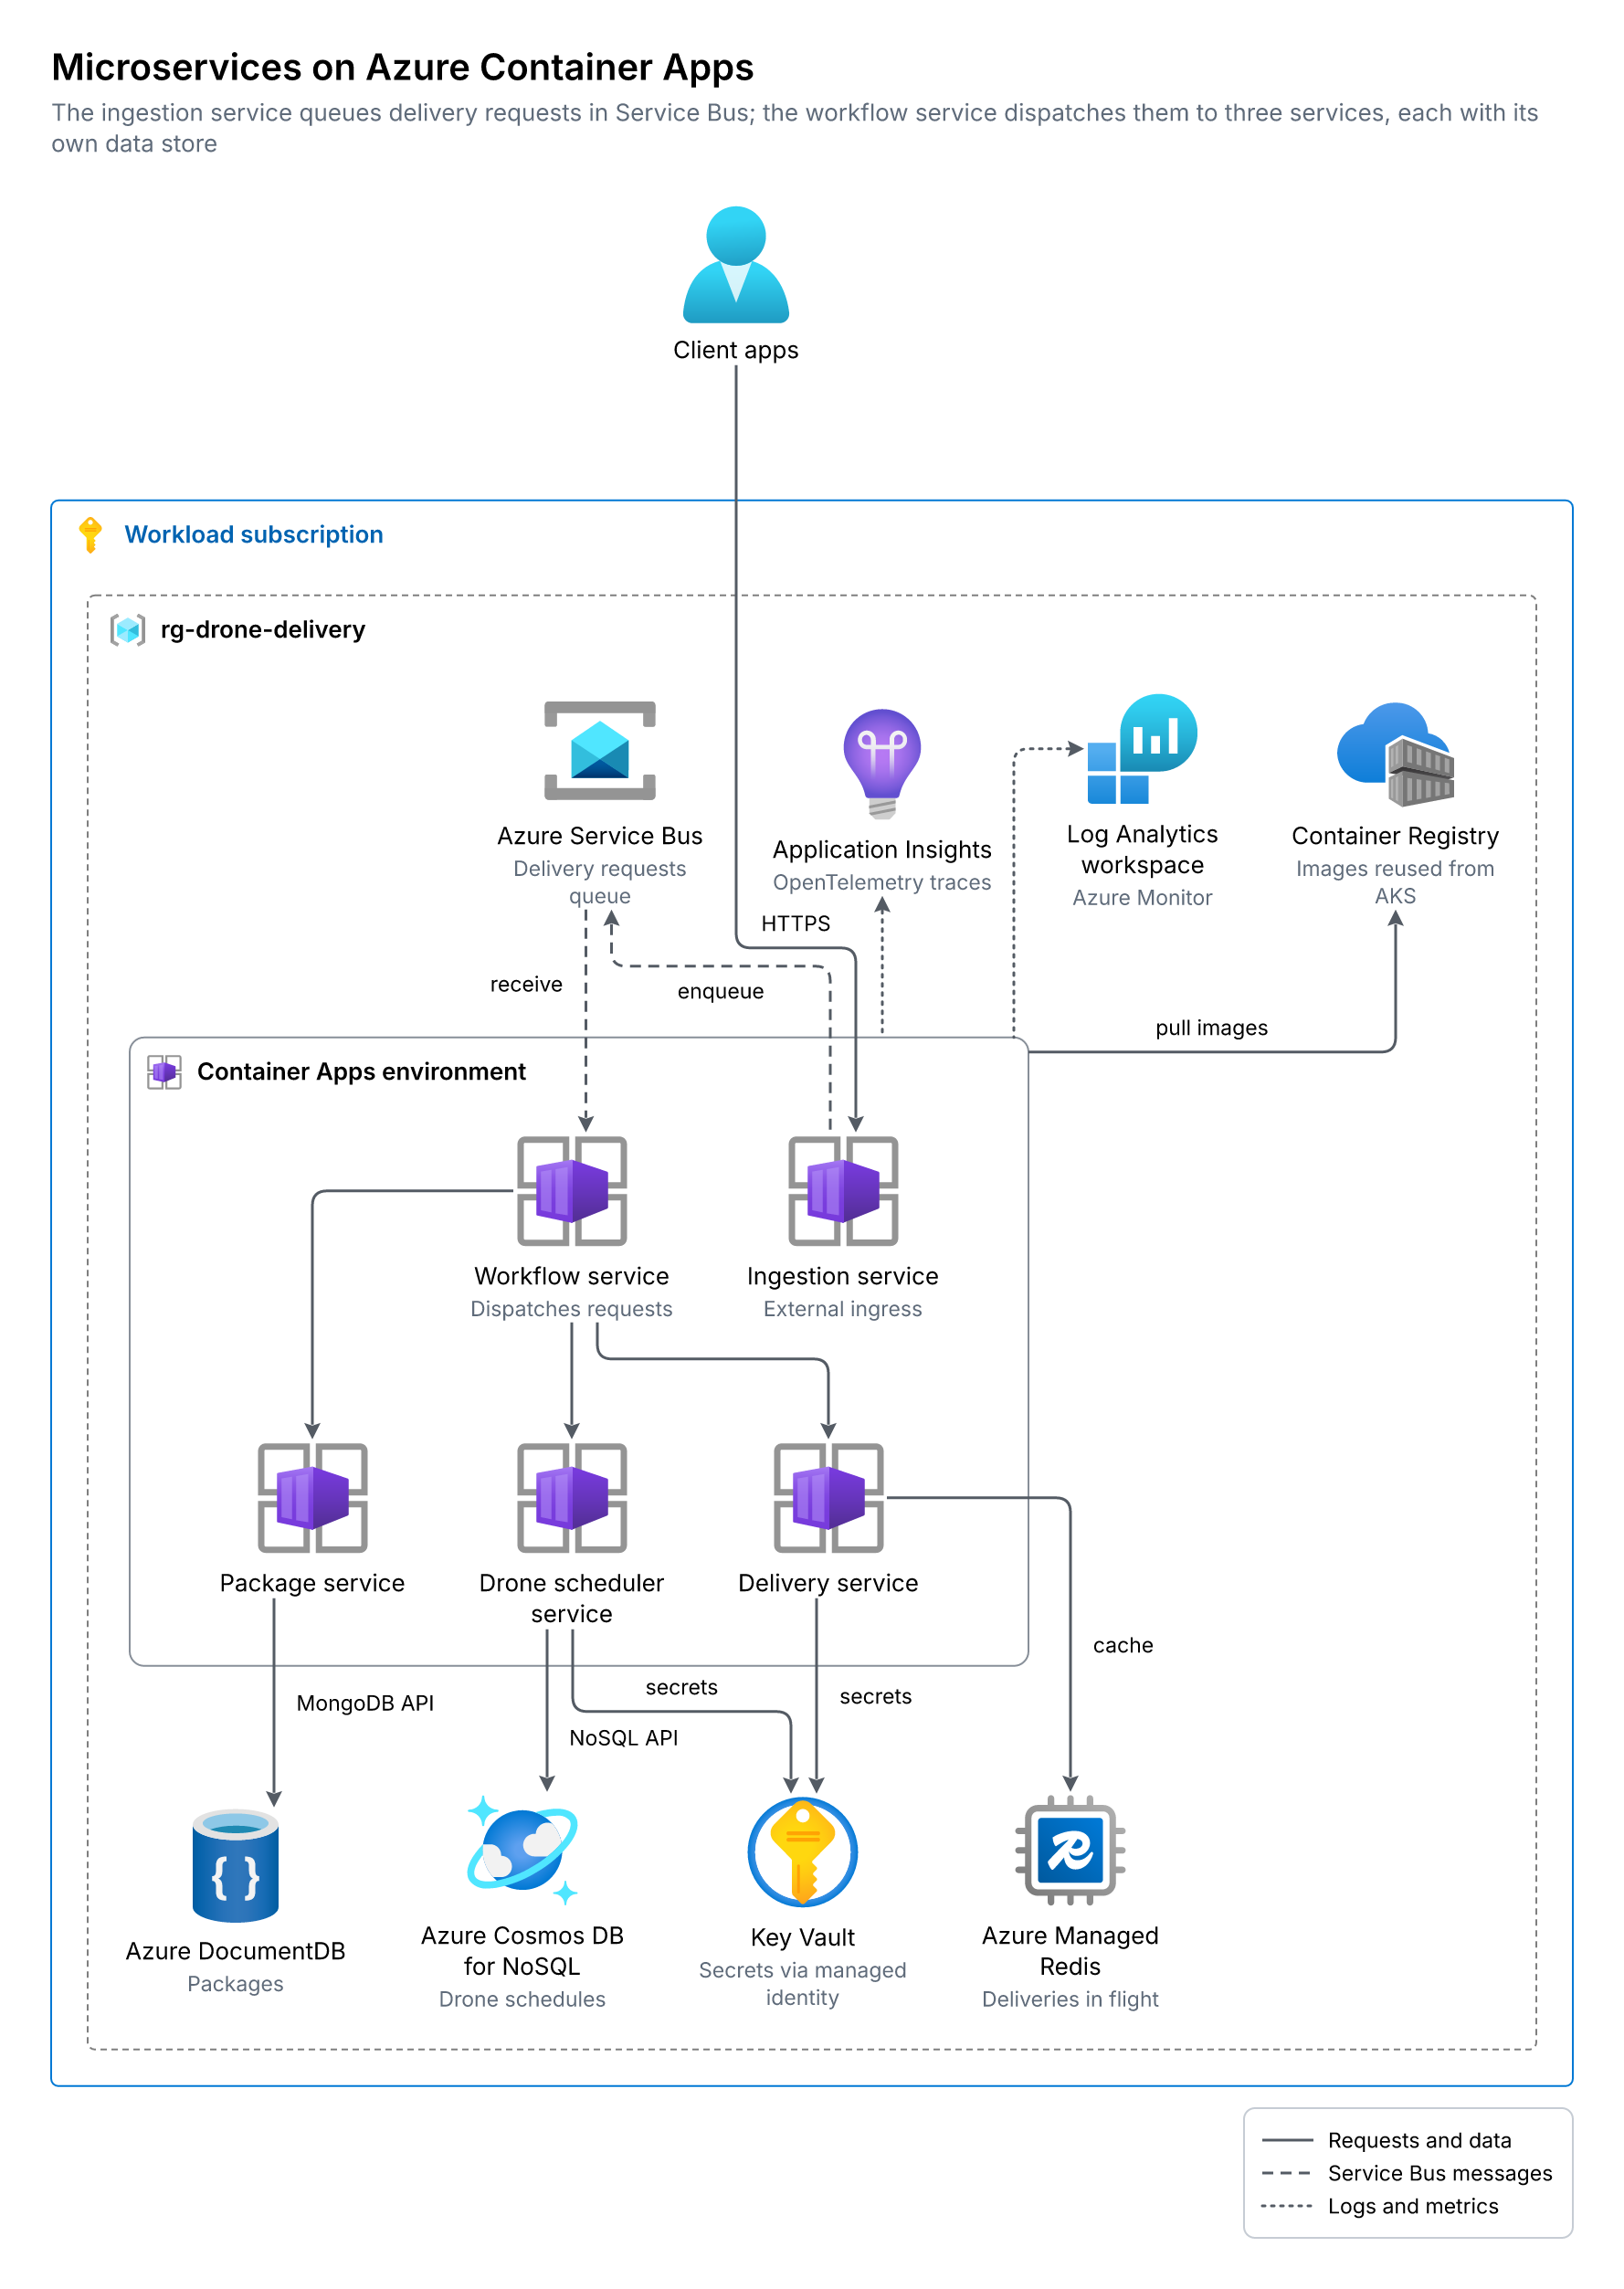 Microservices on Azure Container Apps
The ingestion service queues delivery requests in Service Bus; the workflow service dispatches them to three services, each with its
own data store
Client apps
Workload subscription
rg-drone-delivery
Azure Service Bus
Delivery requests
queue
Application Insights
OpenTelemetry traces
Log Analytics
workspace
Azure Monitor
Container Registry
Images reused from
AKS
HTTPS
receive
enqueue
pull images
Container Apps environment
Workflow service
Dispatches requests
Ingestion service
External ingress
Package service
Drone scheduler
service
Delivery service
cache
secrets
secrets
MongoDB API
NoSQL API
Azure DocumentDB
Packages
Azure Cosmos DB
for NoSQL
Drone schedules
Key Vault
Secrets via managed
identity
Azure Managed
Redis
Deliveries in flight
Requests and data
Service Bus messages
Logs and metrics